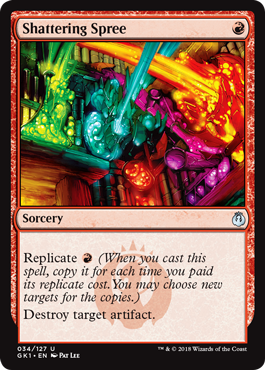 Shattering Spree
Sorcery
Replicate (When you cast this
spell, copy it for each time you paid
its replicate cost. You may choose new
targets for the copies.)
Destroy target artifact.
034/127 U
GK1 • EN Pat Lee
™ & © 2018 Wizards of the Coast